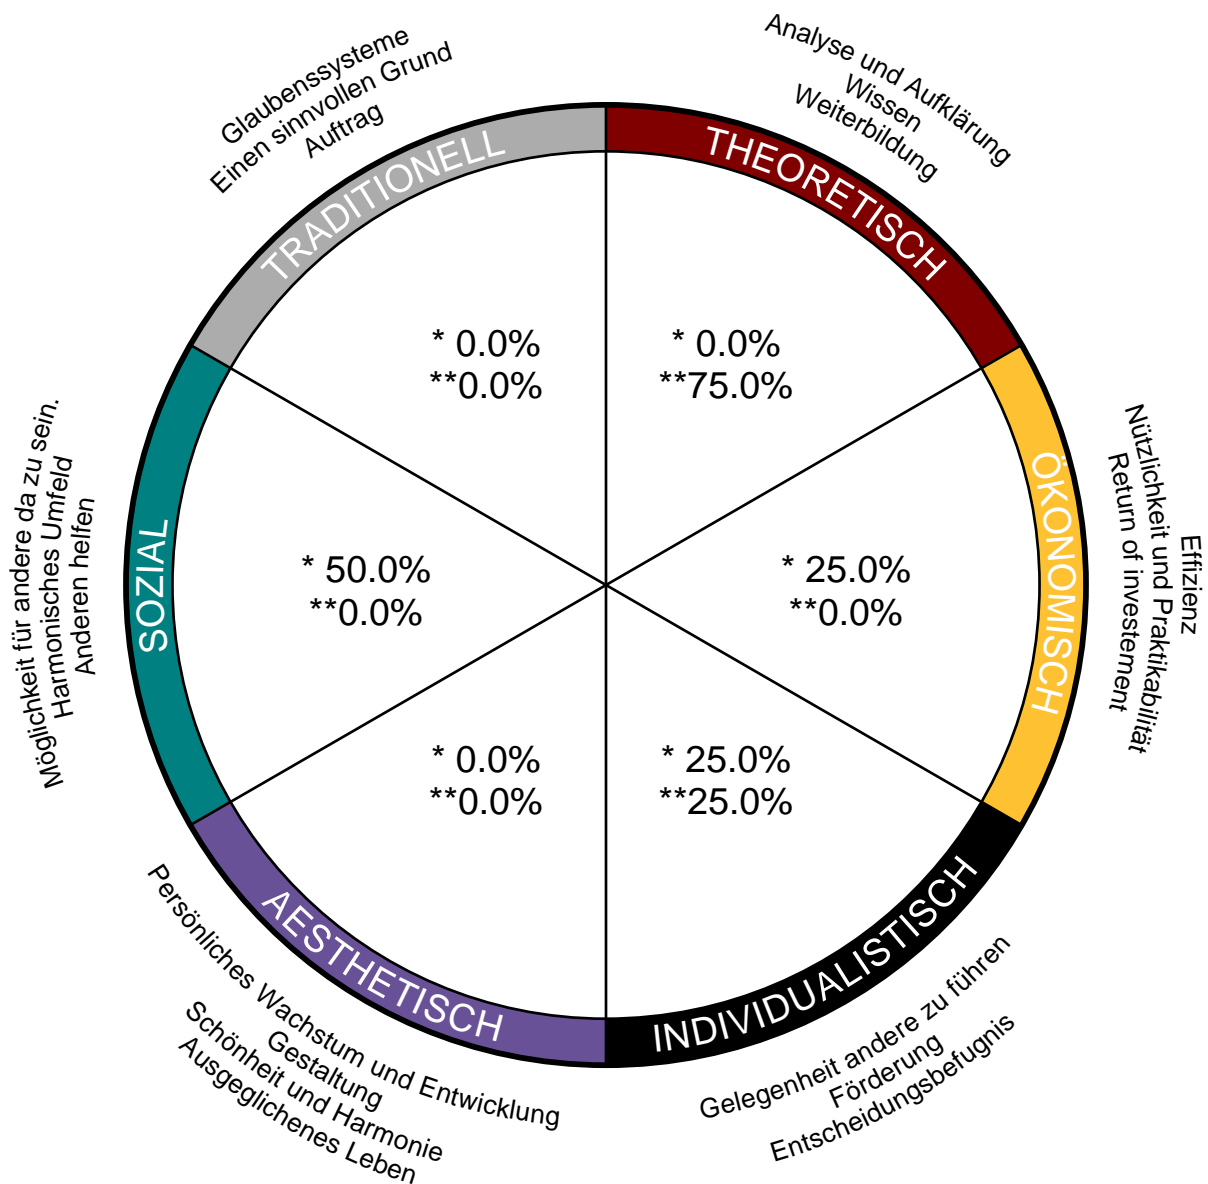 Glaubenssysteme
Einen sinnvollen Grund
Auftrag
TRADITIONELL
* 0.0%
**0.0%
Analyse und Aufklärung
Wissen
Weiterbildung
THEORETISCH
* 0.0%
**75.0%
Effizienz
Nützlichkeit und Praktikabilität
Return of investement
ÖKONOMISCH
* 25.0%
**0.0%
Möglichkeit für andere da zu sein.
Harmonisches Umfeld
Anderen helfen
SOZIAL
* 50.0%
**0.0%
* 0.0%
**0.0%
AESTHETISCH
Persönliches Wachstum und Entwicklung
Gestaltung
Schönheit und Harmonie
Ausgeglichenes Leben
* 25.0%
**25.0%
INDIVIDUALISTISCH
Gelegenheit andere zu führen
Förderung
Entscheidungsbefugnis